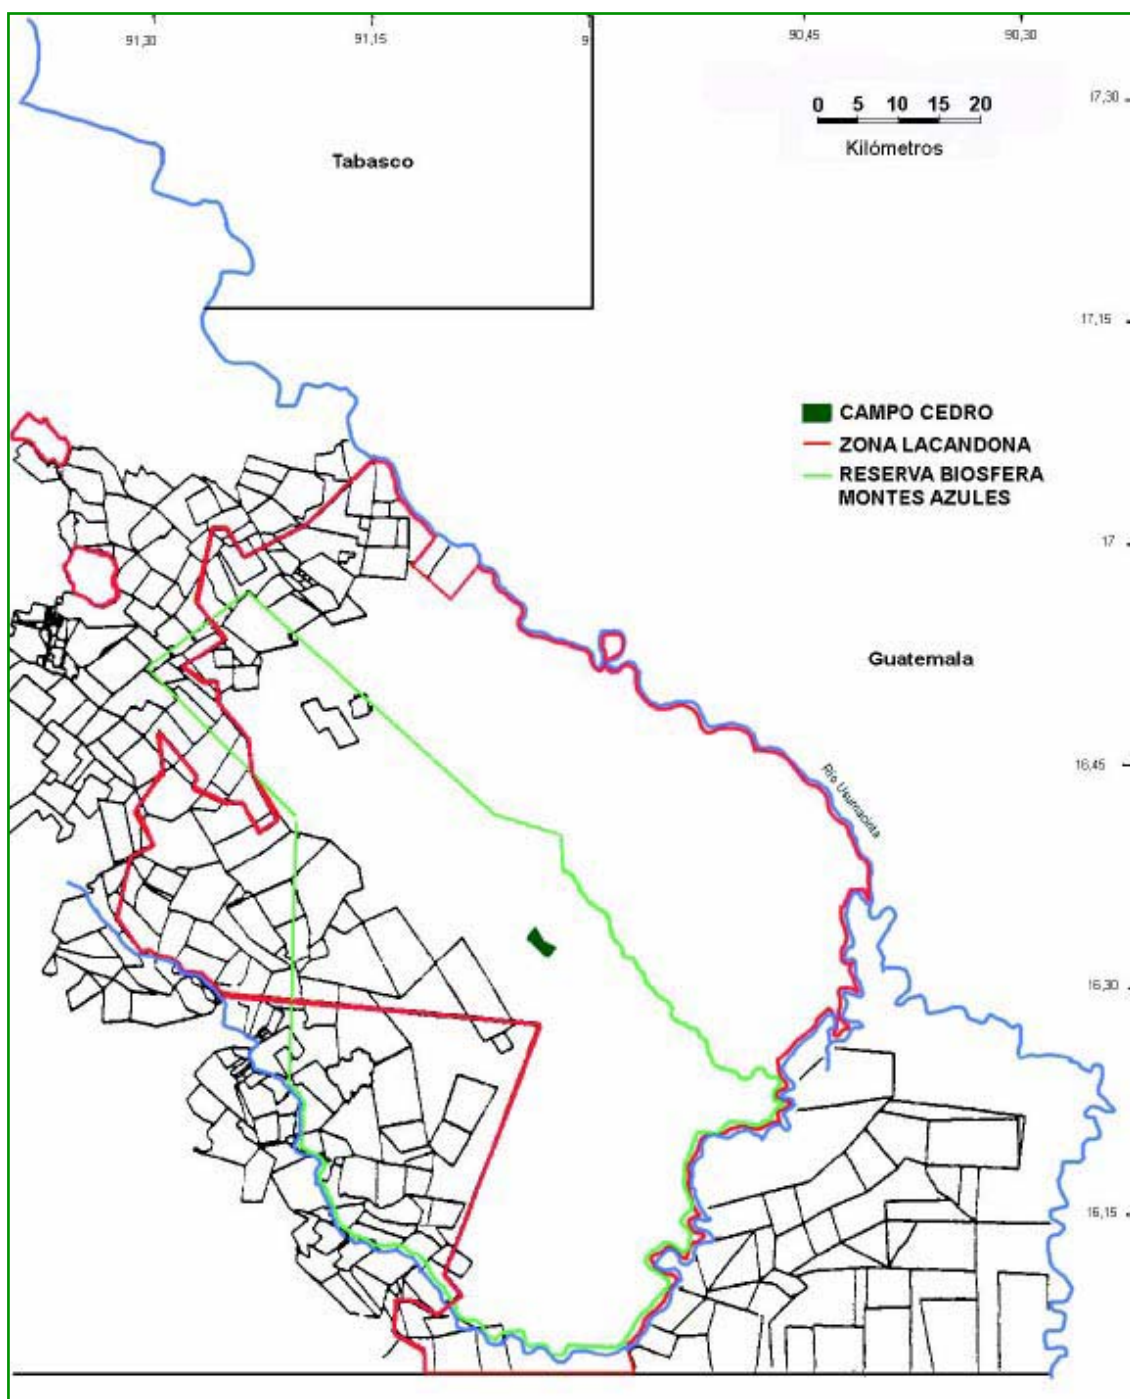 91,30
91,15
9
90,45
90,30
17,30
0 5 10 15 20
Kilómetros
Tabasco
17,15
CAMPO CEDRO
ZONA LACANDONA
RESERVA BIOSFERA
MONTES AZULES
17
Guatemala
16,45
Río Usumacinta
16,30
16,15